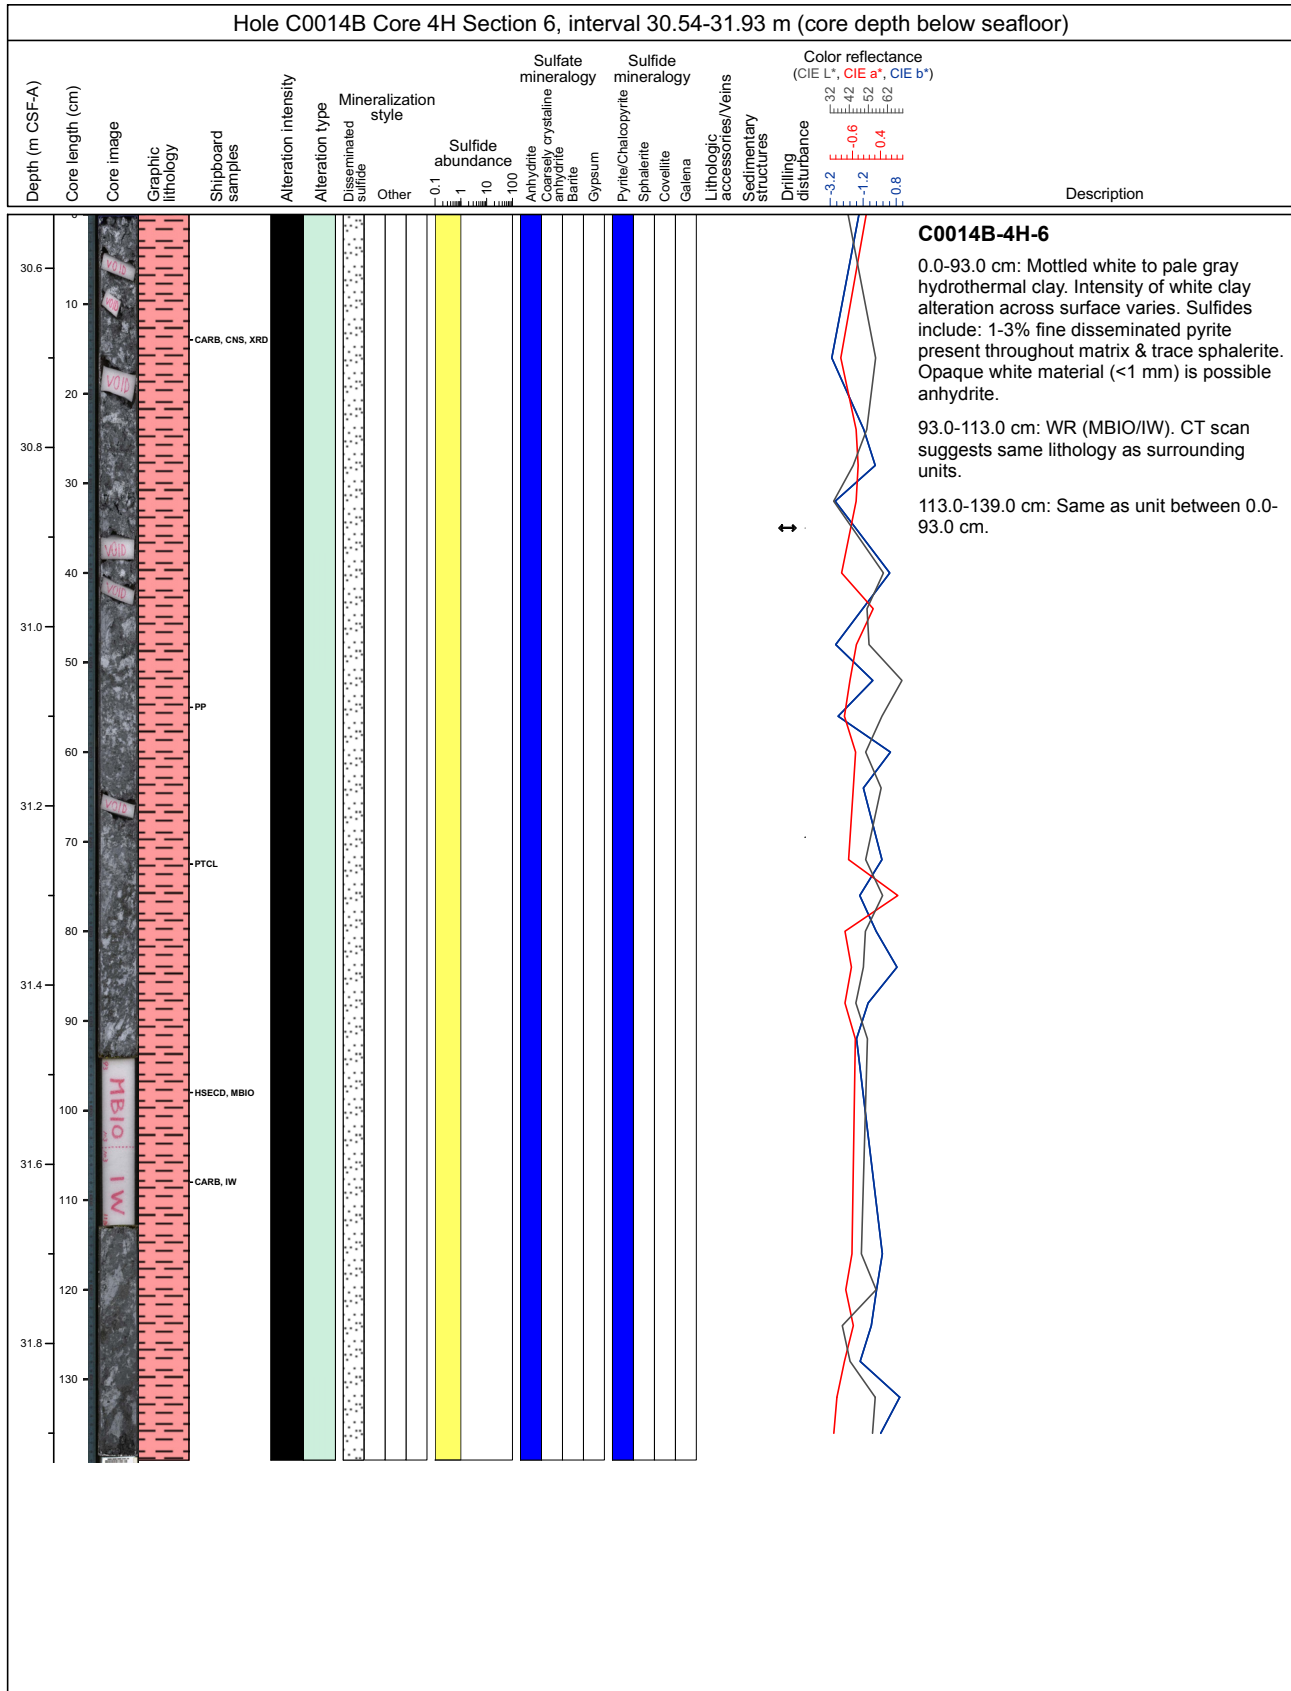 Hole C0014B Core 4H Section 6, interval 30.54-31.93 m (core depth below seafloor)
Depth (m CSF-A)
Core length (cm)
Core image
Graphic
lithology
Shipboard
samples
Alteration intensity
Alteration type
Mineralization
style
Disseminated
sulfide
Other
Sulfide
abundance
0.1
1
10
100
Sulfate
mineralogy
Anhydrite
Coarsely crystaline
anhydrite
Barite
Gypsum
Sulfide
mineralogy
Pyrite/Chalcopyrite
Sphalerite
Covellite
Galena
Lithologic
accessories/Veins
Sedimentary
structures
Drilling
disturbance
Color reflectance
(CIE L*, CIE a*, CIE b*)
32
42
52
62
-0.6
0.4
-3.2
-1.2
0.8
Description
30.6
30.8
31.0
31.2
31.4
31.6
31.8
0
10
20
30
40
50
60
70
80
90
100
110
120
130
VOID
VOID
VOID
VOID
VOID
VOID
MBIO
IW
CARB, CNS, XRD
PP
PTCL
HSECD, MBIO
CARB, IW
C0014B-4H-6
0.0-93.0 cm: Mottled white to pale gray
hydrothermal clay. Intensity of white clay
alteration across surface varies. Sulfides
include: 1-3% fine disseminated pyrite
present throughout matrix & trace sphalerite.
Opaque white material (<1 mm) is possible
anhydrite.
93.0-113.0 cm: WR (MBIO/IW). CT scan
suggests same lithology as surrounding
units.
113.0-139.0 cm: Same as unit between 0.0-
93.0 cm.